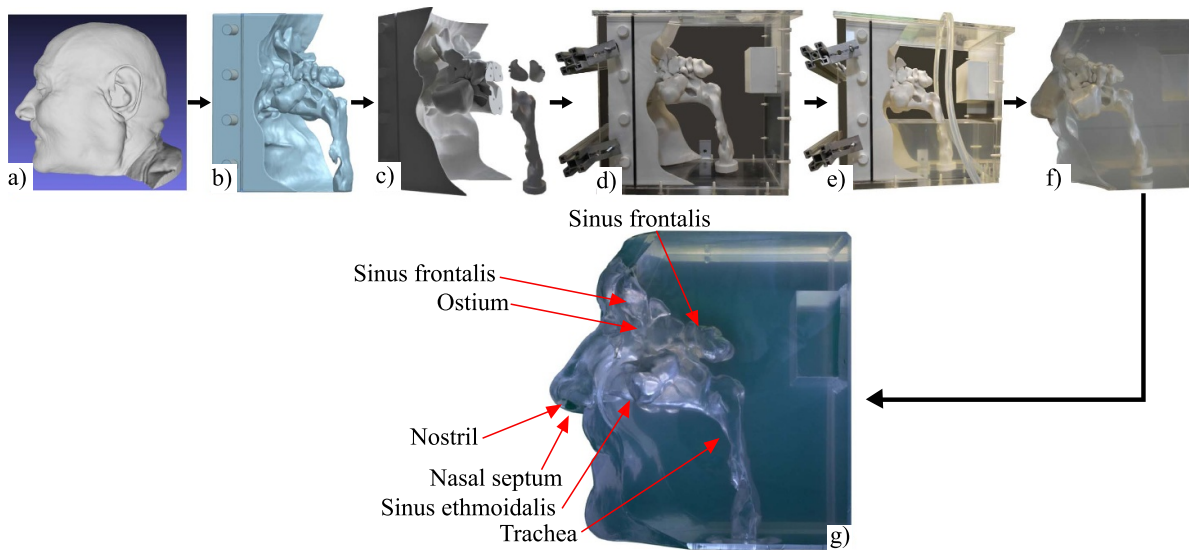 a)
b)
c)
d)
e)
f)
Sinus frontalis
Sinus frontalis
Ostium
Nostril
Nasal septum
Sinus ethmoidalis
Trachea
g)